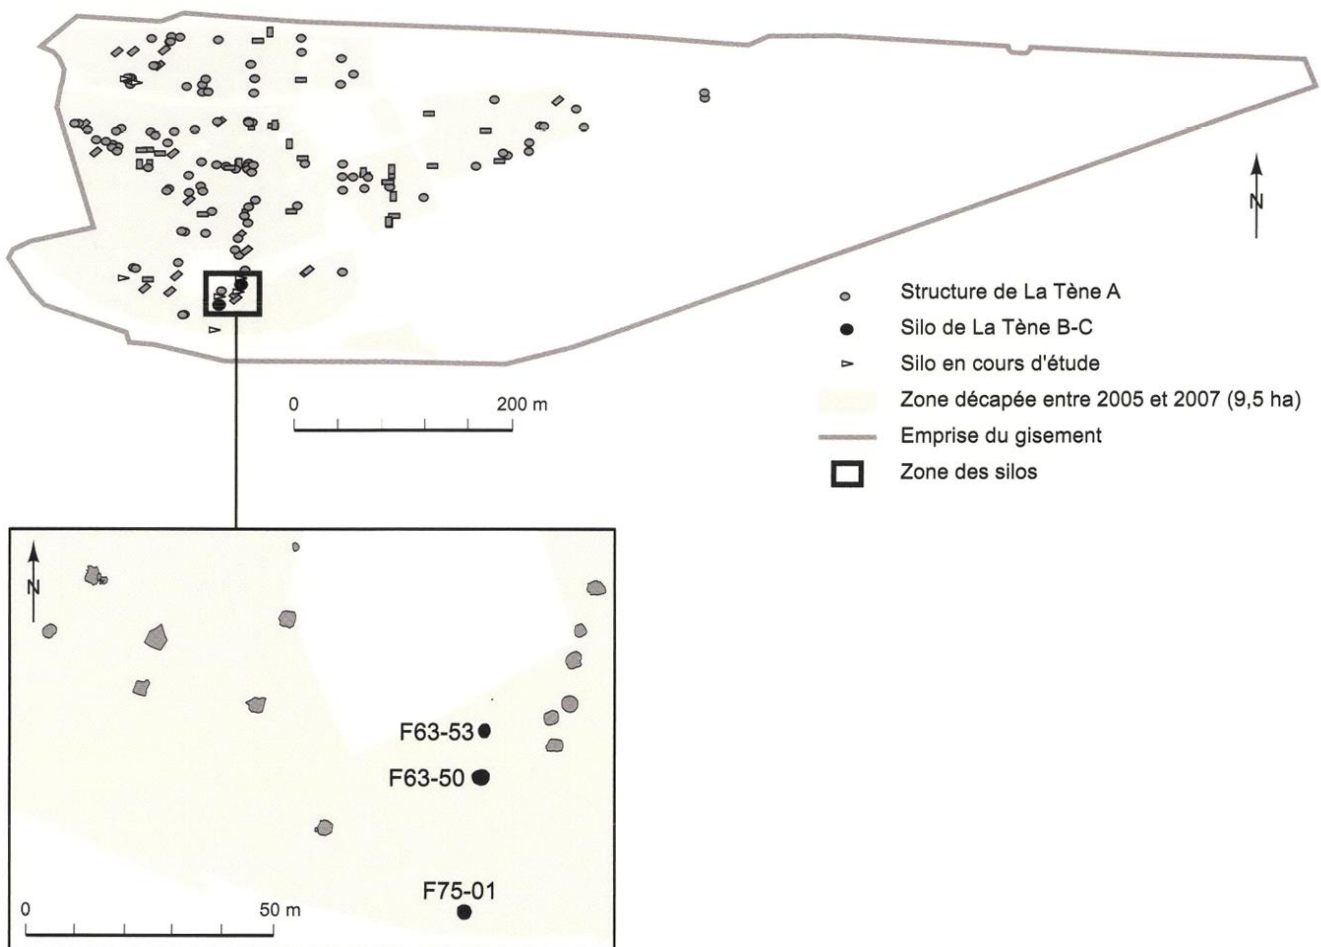 N
Structure de La Tène A
Silo de La Tène B-C
Silo en cours d'étude
Zone décapée entre 2005 et 2007 (9,5 ha)
Emprise du gisement
Zone des silos
0 200 m
N
F63-53
F63-50
F75-01
0 50 m